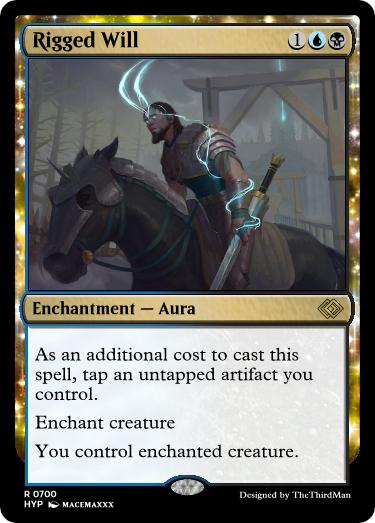 Rigged Will 1
Enchantment — Aura
As an additional cost to cast this
spell, tap an untapped artifact you
control.
Enchant creature
You control enchanted creature.
R 0700
HYP MACEMAXXX
Designed by TheThirdMan